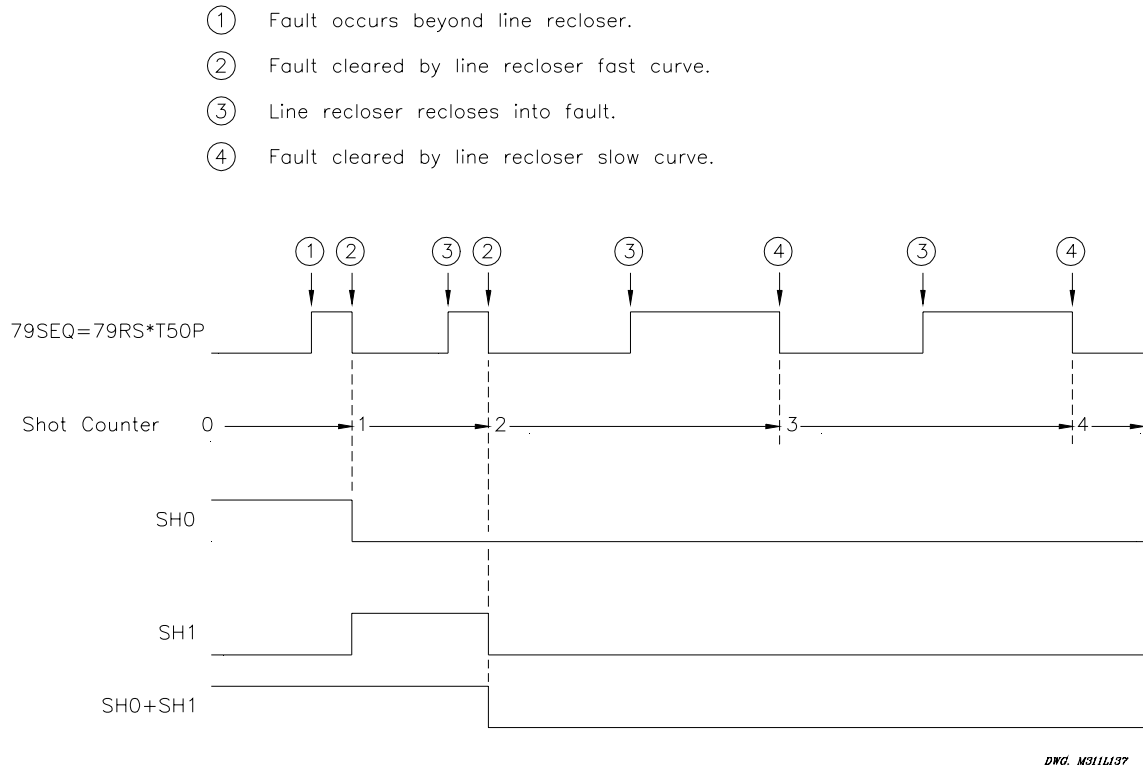 1 Fault occurs beyond line recloser.
2 Fault cleared by line recloser fast curve.
3 Line recloser recloses into fault.
4 Fault cleared by line recloser slow curve.
1 2 3 2 3 4 3 4
79SEQ=79RS*T50P
Shot Counter 0 1 2 3 4
SH0
SH1
SH0+SH1
DWG. M311L137